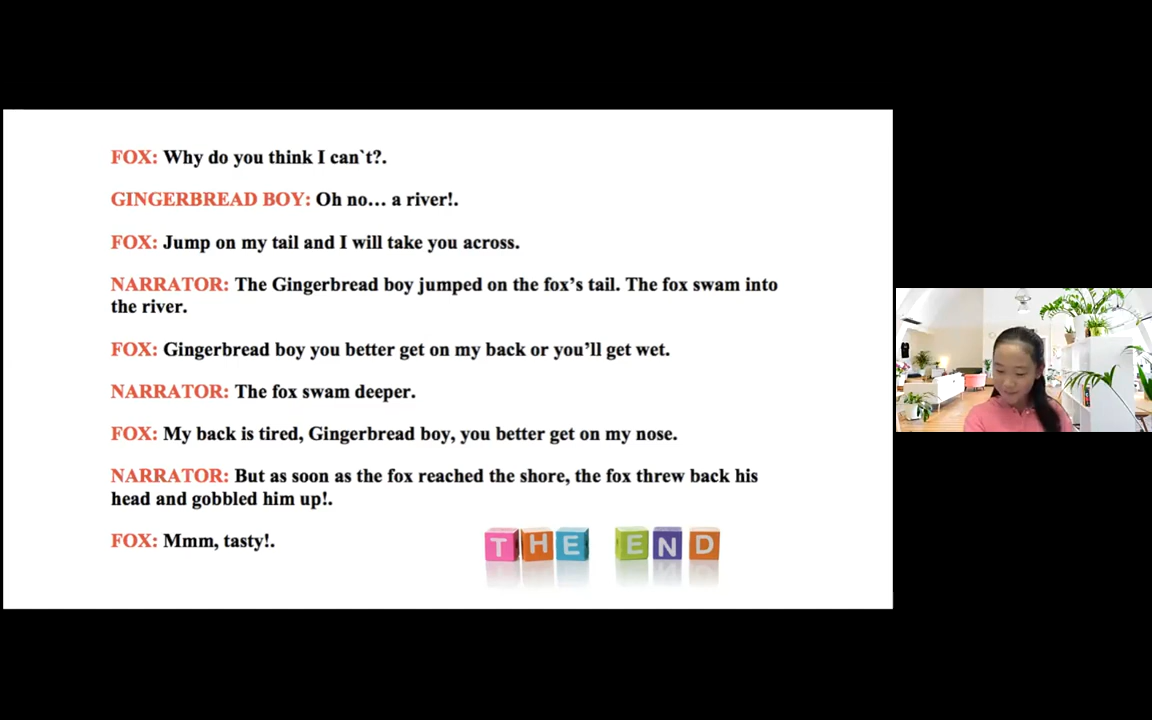 FOX: Why do you think I can`t?.
GINGERBREAD BOY: Oh no… a river!.
FOX: Jump on my tail and I will take you across.
NARRATOR: The Gingerbread boy jumped on the fox’s tail. The fox swam into
the river.
FOX: Gingerbread boy you better get on my back or you’ll get wet.
NARRATOR: The fox swam deeper.
FOX: My back is tired, Gingerbread boy, you better get on my nose.
NARRATOR: But as soon as the fox reached the shore, the fox threw back his
head and gobbled him up!.
FOX: Mmm, tasty!.
THE END